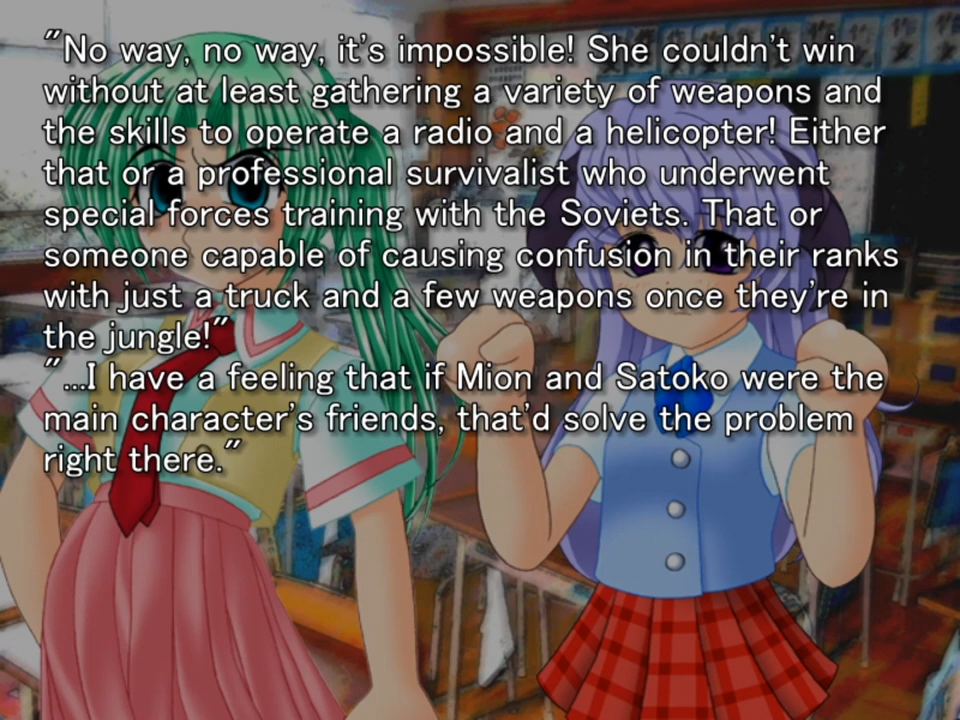 "No way, no way, it's impossible! She couldn't win
without at least gathering a variety of weapons and
the skills to operate a radio and a helicopter! Either
that or a professional survivalist who underwent
special forces training with the Soviets. That or
someone capable of causing confusion in their ranks
with just a truck and a few weapons once they're in
the jungle!"
"...I have a feeling that if Mion and Satoko were the
main character's friends, that'd solve the problem
right there."